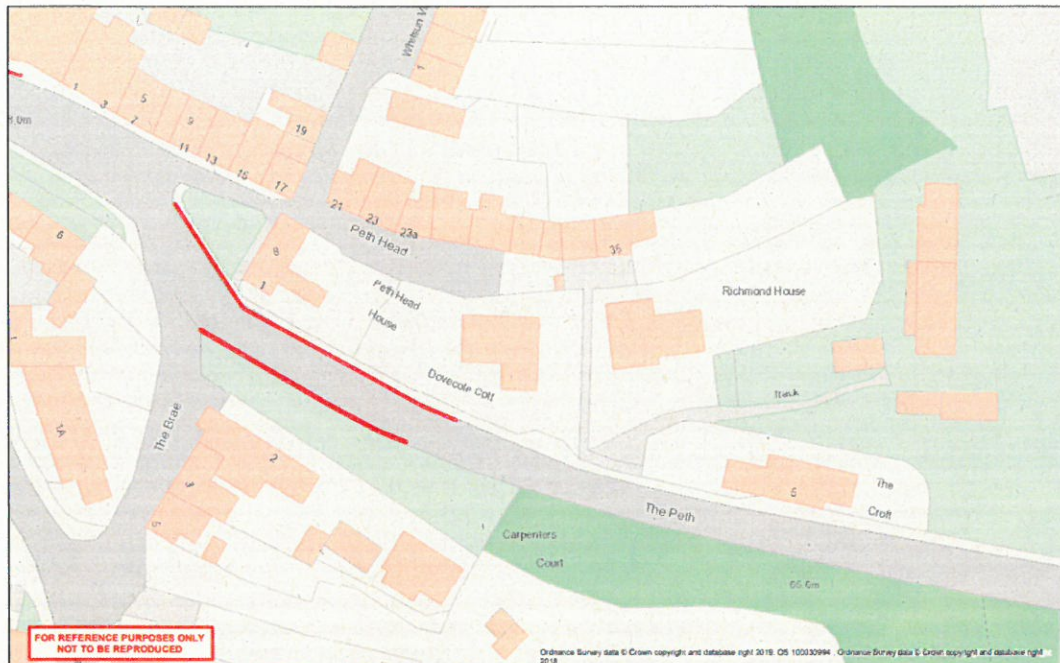 Whitsun V
1
1
3
5
7
9
11
13
15
17
19
21
23
23a
35
Peth Head
8
1
Peth Head
House
Richmond House
6
Dovecote Cott
Track
1A
The Brae
2
3
5
The Peth
5
The
Croft
Carpenters
Court
FOR REFERENCE PURPOSES ONLY
NOT TO BE REPRODUCED
Ordnance Survey data © Crown copyright and database right 2018. OS 100030994 . Ordnance Survey data © Crown copyright and database right
2018